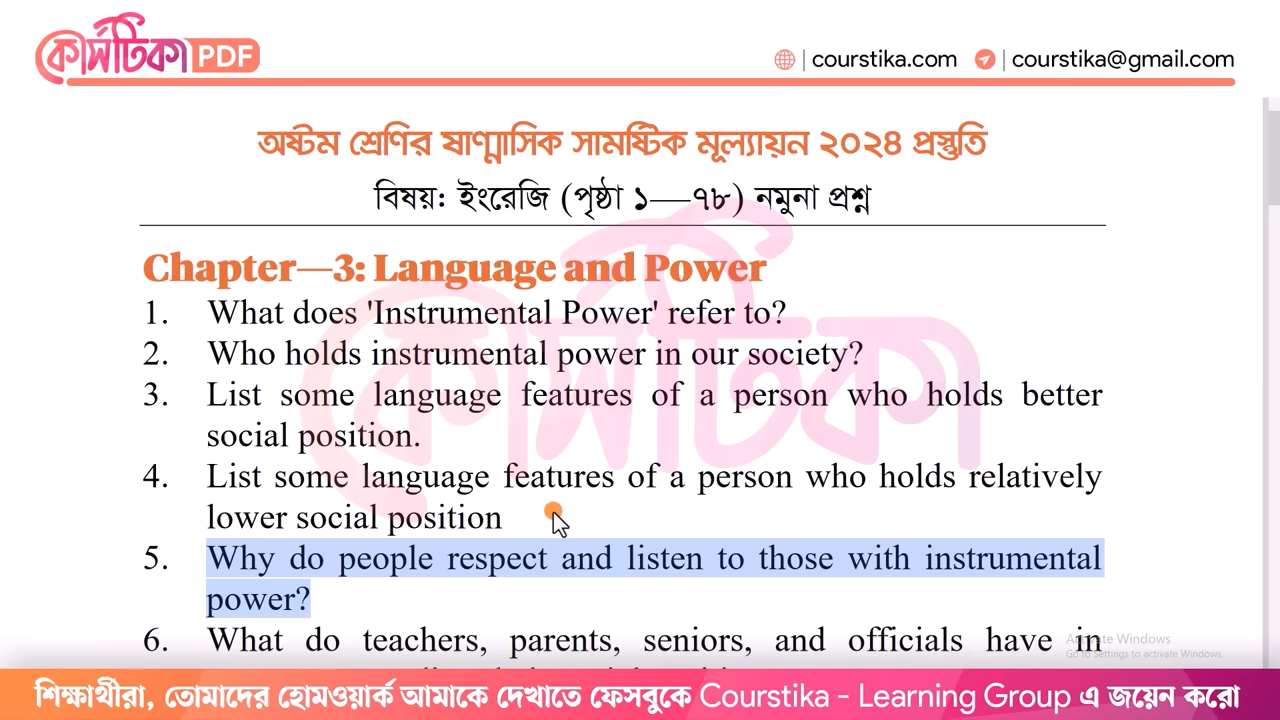 কোর্সটিকা PDF
courstika.com
courstika@gmail.com
অষ্টম শ্রেণির ষাণ্মাসিক সামষ্টিক মূল্যায়ন ২০২৪ প্রস্তুতি
বিষয়: ইংরেজি (পৃষ্ঠা ১—৭৮) নমুনা প্রশ্ন
Chapter—3: Language and Power
1. What does 'Instrumental Power' refer to?
2. Who holds instrumental power in our society?
3. List some language features of a person who holds better
social position.
4. List some language features of a person who holds relatively
lower social position
5. Why do people respect and listen to those with instrumental
power?
6. What do teachers, parents, seniors, and officials have in
কোর্সটিকা
Activate Windows
Go to Settings to activate Windows.
শিক্ষার্থীরা, তোমাদের হোমওয়ার্ক আমাকে দেখাতে ফেসবুকে Courstika - Learning Group এ জয়েন করো